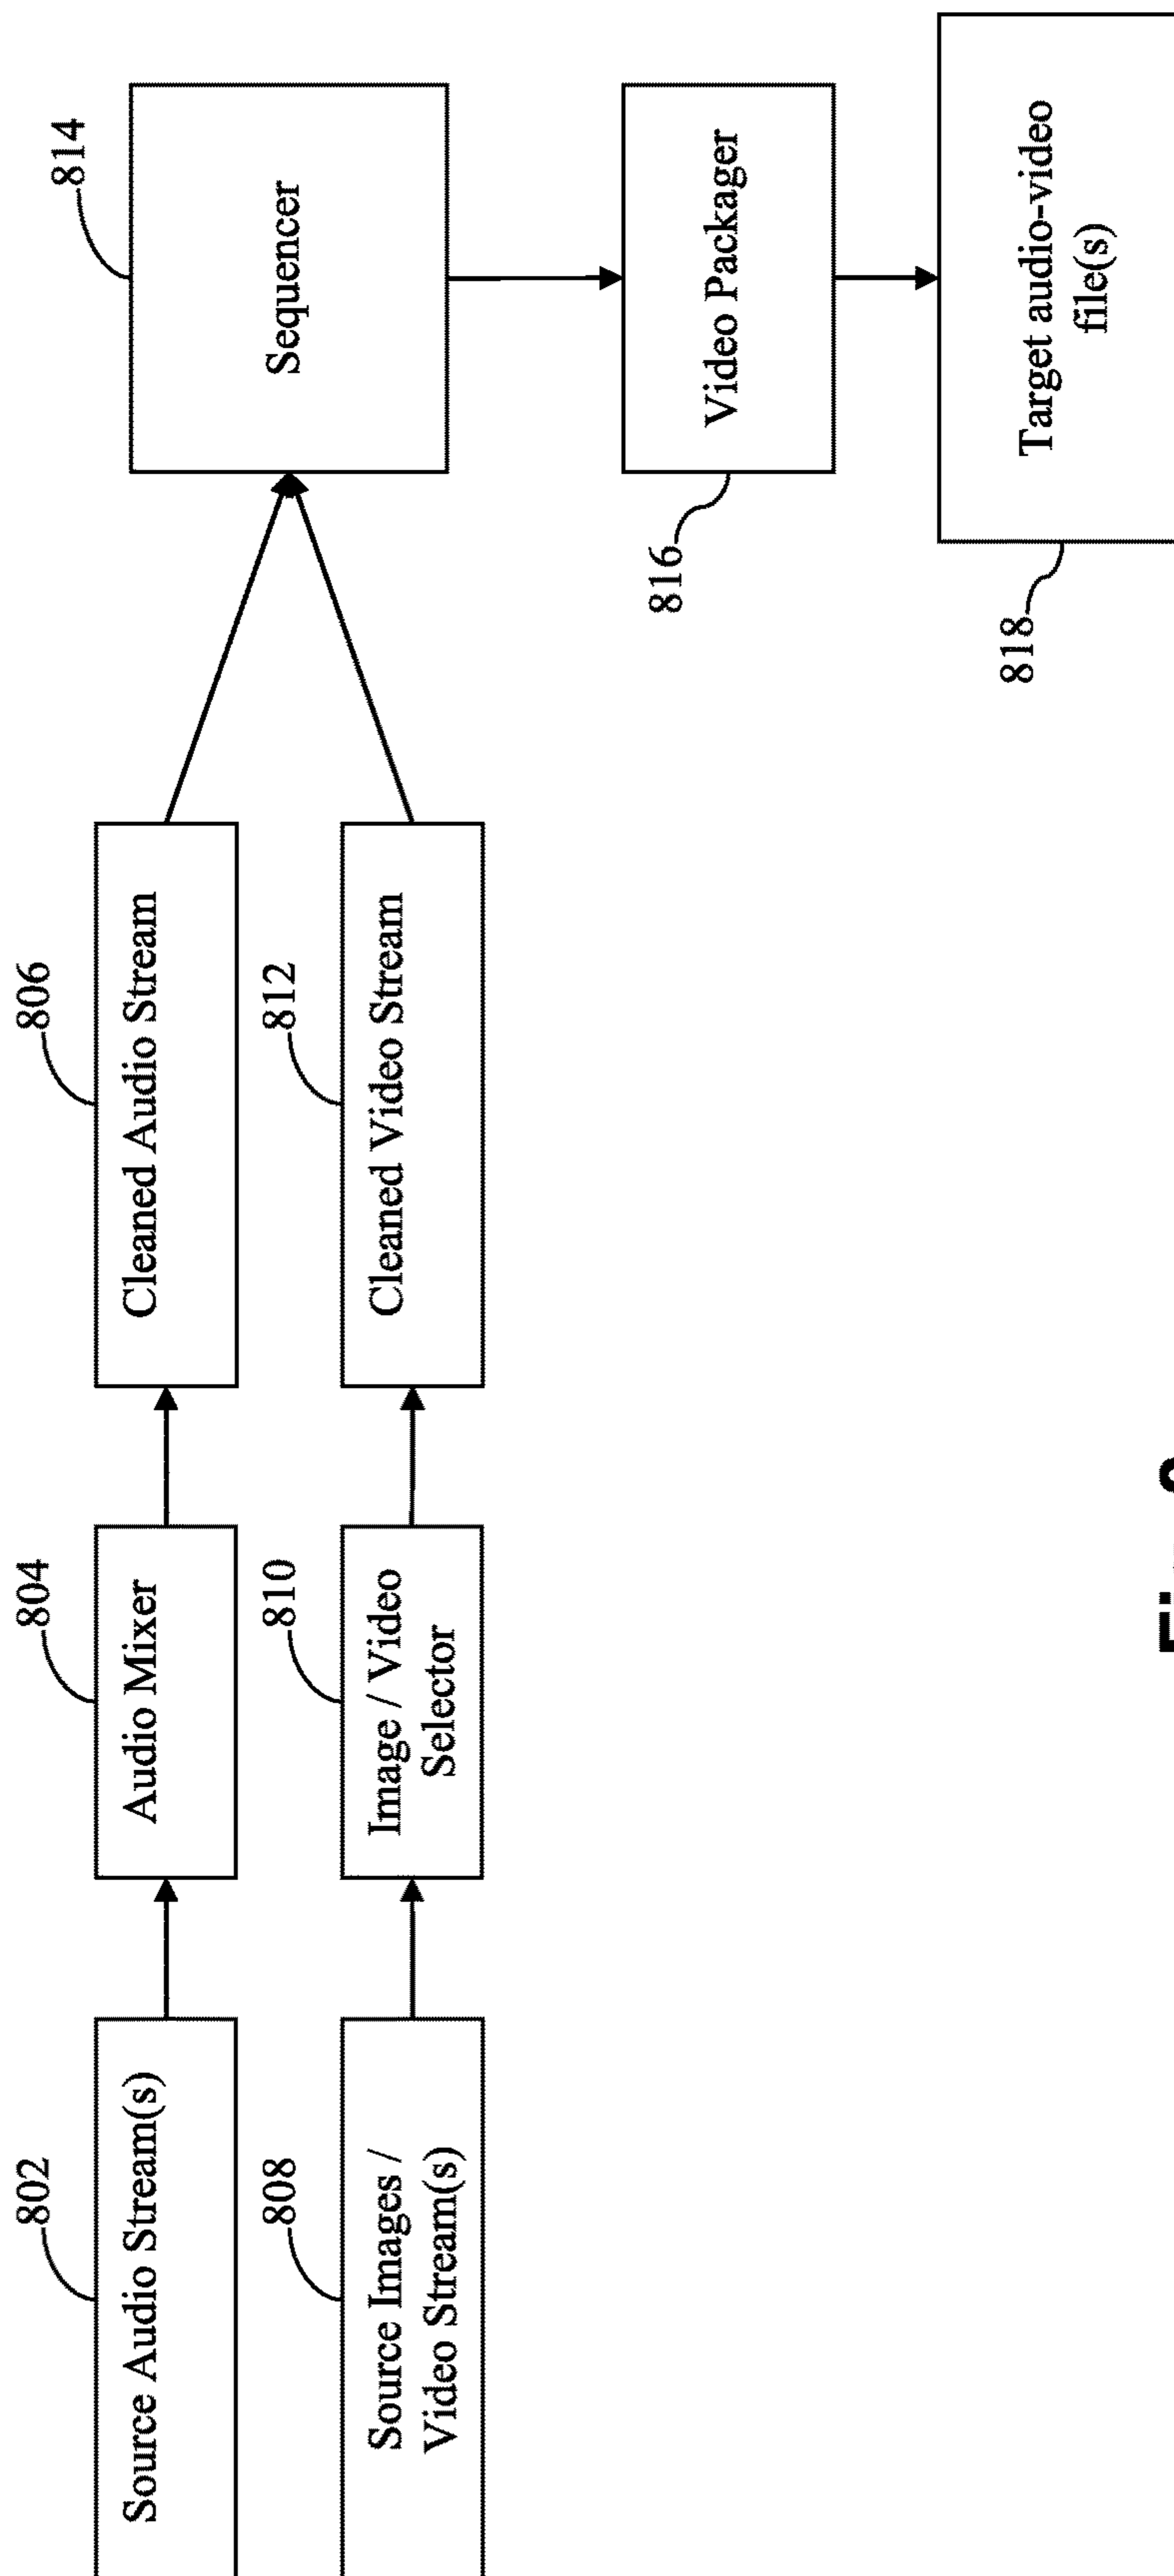 802
Source Audio Stream(s)
804
Audio Mixer
806
Cleaned Audio Stream
808
Source Images /
Video Stream(s)
810
Image / Video
Selector
812
Cleaned Video Stream
814
Sequencer
816
Video Packager
818
Target audio-video
file(s)